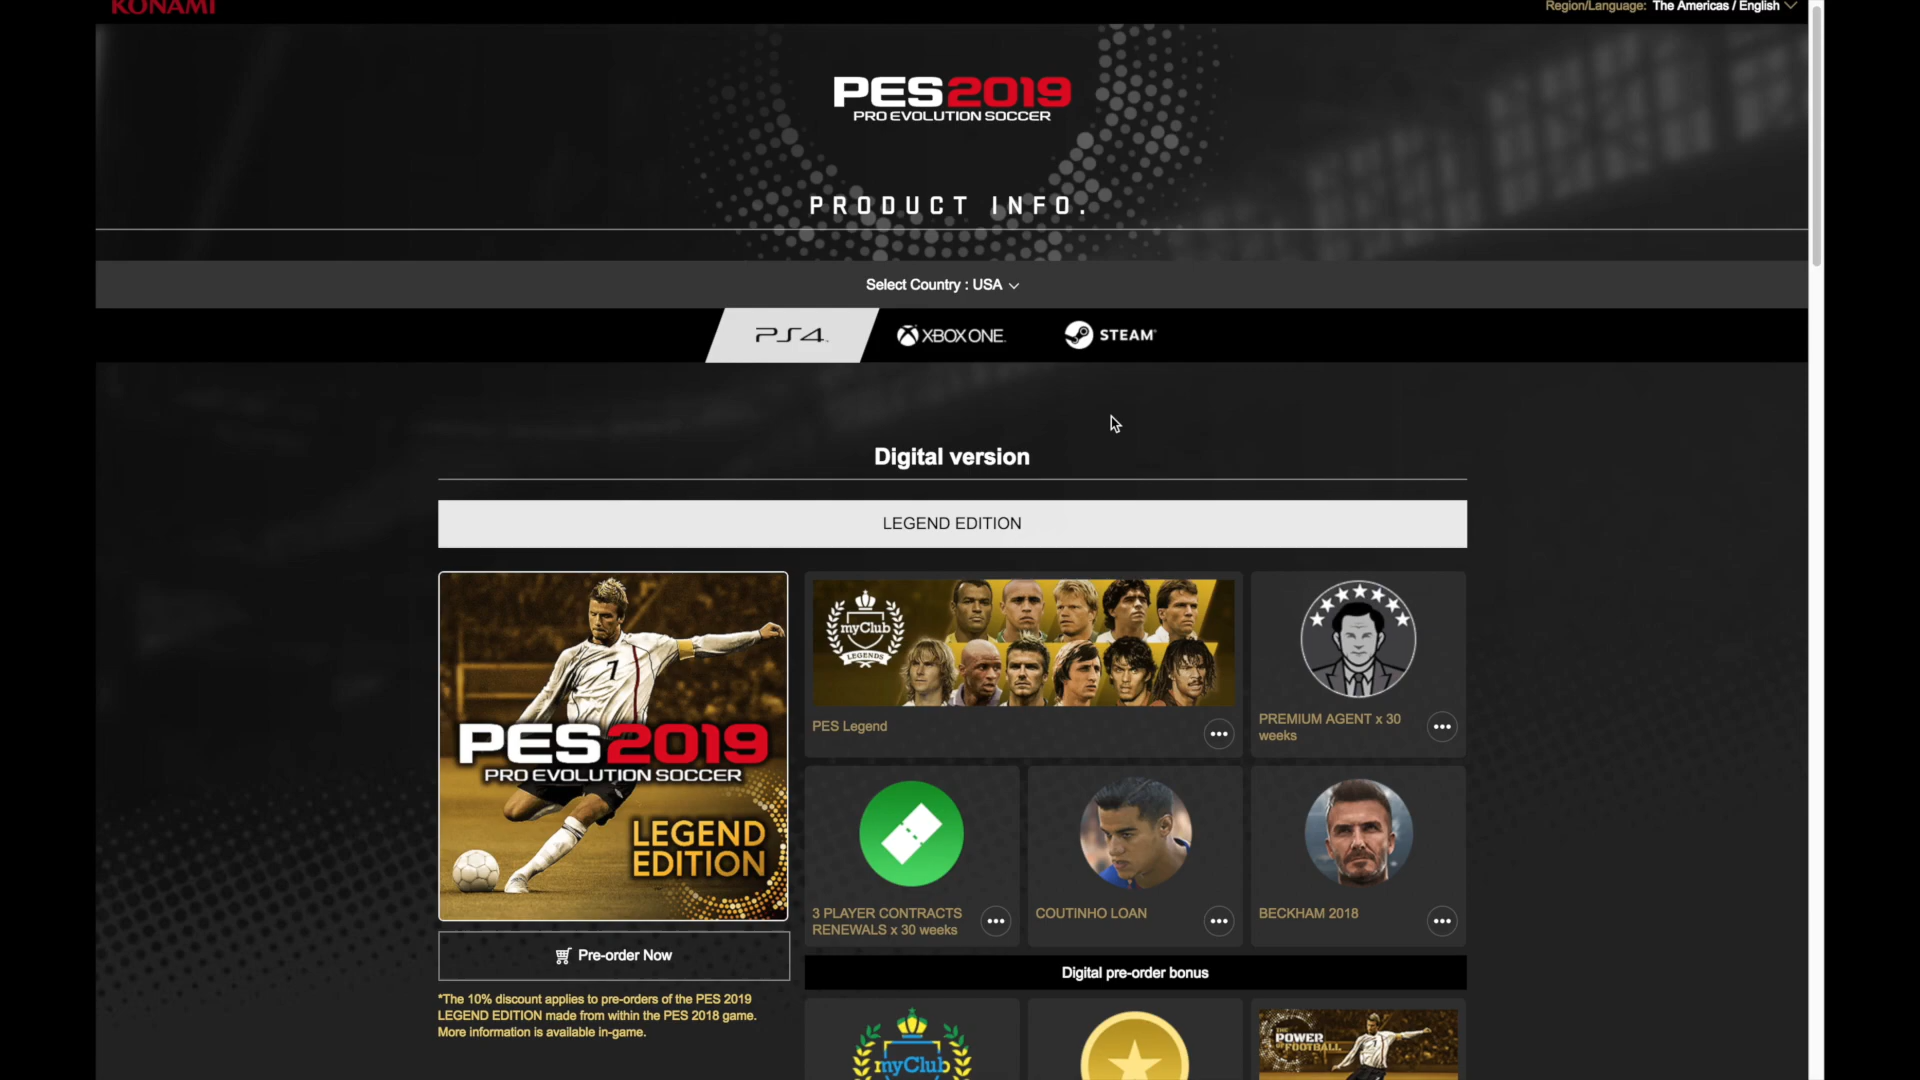 KONAMI
Region/Language: The Americas / English
PES2019
PRO EVOLUTION SOCCER
PRODUCT INFO.
Select Country : USA
PS4
XBOX ONE
STEAM
Digital version
LEGEND EDITION
7
PES2019
PRO EVOLUTION SOCCER
LEGEND
EDITION
myClub
LEGENDS
PES Legend
PREMIUM AGENT x 30
weeks
3 PLAYER CONTRACTS
RENEWALS x 30 weeks
COUTINHO LOAN
BECKHAM 2018
Pre-order Now
*The 10% discount applies to pre-orders of the PES 2019
LEGEND EDITION made from within the PES 2018 game.
More information is available in-game.
Digital pre-order bonus
myClub
THE
POWER
OF FOOTBALL